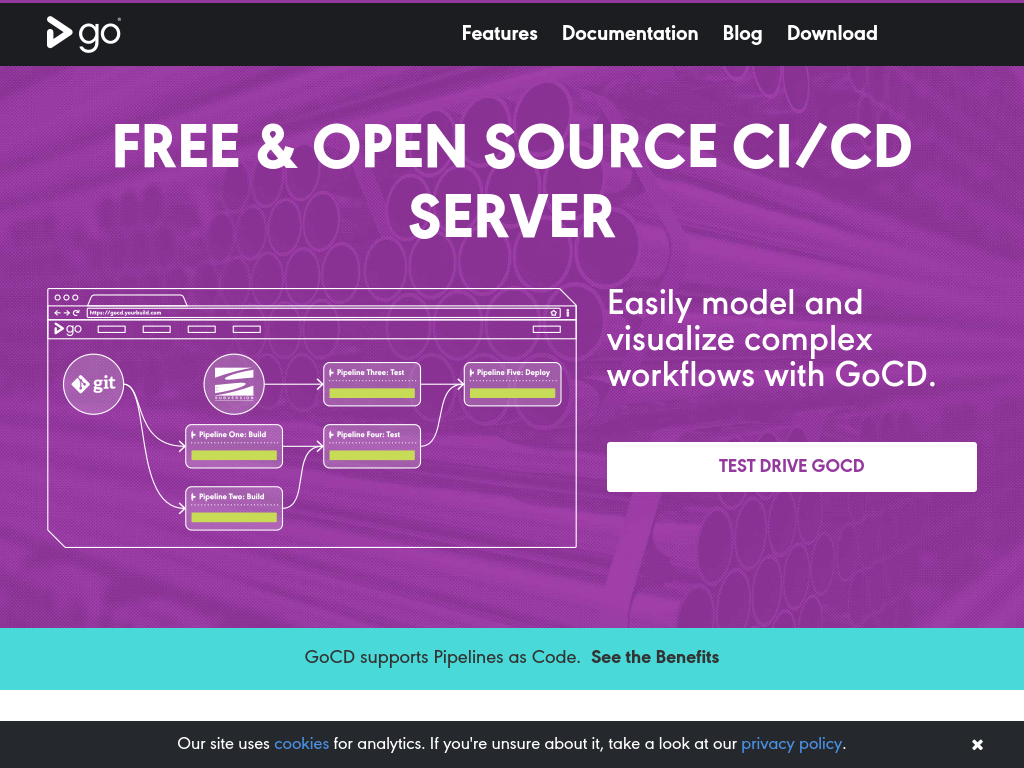 go
Features Documentation Blog Download
FREE & OPEN SOURCE CI/CD
SERVER
https://gocd.yourbuild.com
go
git
SUBVERSION
Pipeline Three: Test
Pipeline Five: Deploy
Pipeline One: Build
Pipeline Four: Test
Pipeline Two: Build
Easily model and
visualize complex
workflows with GoCD.
TEST DRIVE GOCD
GoCD supports Pipelines as Code. See the Benefits
Our site uses cookies for analytics. If you're unsure about it, take a look at our privacy policy.